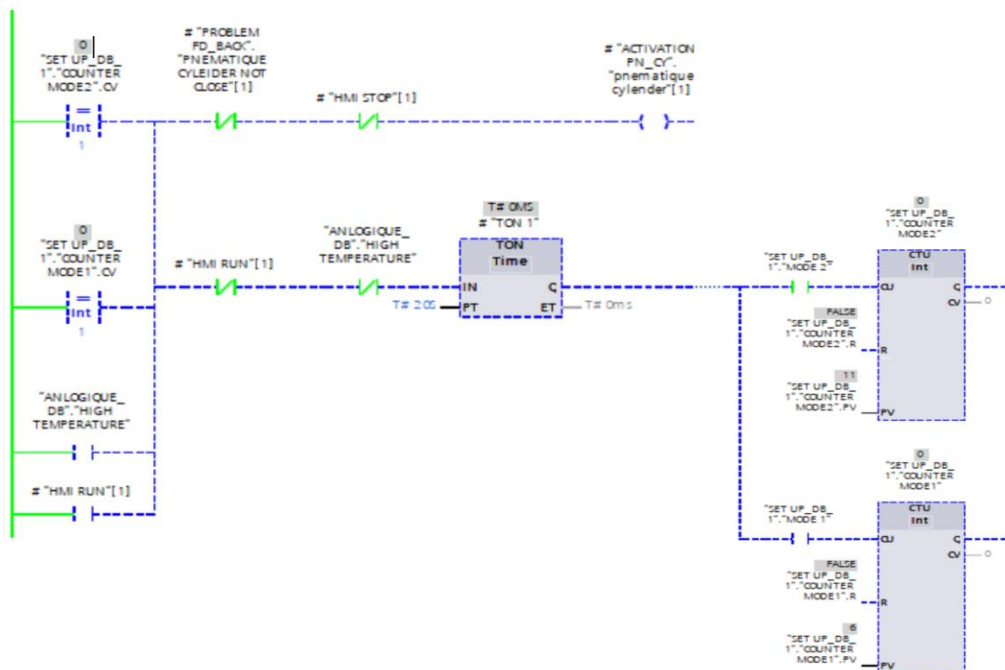 0
"SET UP_DB_
1"."COUNTER
MODE2".CV
=
Int
1
# "PROBLEM
FD_BACK".
"PNEMATIQUE
CYLEIDER NOT
CLOSE"[1]
# "HMI STOP"[1]
# "ACTIVATION
PN_CY".
"pnematique
cylender"[1]
0
"SET UP_DB_
1"."COUNTER
MODE1".CV
=
Int
1
# "HMI RUN"[1]
"ANLOGIQUE_
DB"."HIGH
TEMPERATURE"
T# 0MS
# "TON 1"
TON
Time
IN
Q
T# 20S
PT
ET
T# 0ms
"SET UP_DB_
1"."MODE 2"
0
"SET UP_DB_
1"."COUNTER
MODE2"
CTU
Int
CU
Q
CV
0
FALSE
"SET UP_DB_
1"."COUNTER
MODE2".R
R
11
"SET UP_DB_
1"."COUNTER
MODE2".PV
PV
"ANLOGIQUE_
DB"."HIGH
TEMPERATURE"
# "HMI RUN"[1]
"SET UP_DB_
1"."MODE 1"
0
"SET UP_DB_
1"."COUNTER
MODE1"
CTU
Int
CU
Q
CV
0
FALSE
"SET UP_DB_
1"."COUNTER
MODE1".R
R
6
"SET UP_DB_
1"."COUNTER
MODE1".PV
PV